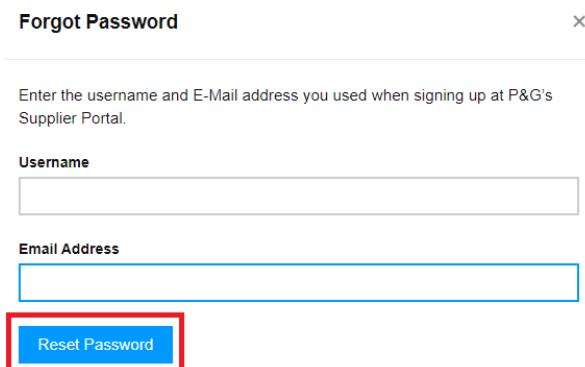 Forgot Password
×
Enter the username and E-Mail address you used when signing up at P&G's
Supplier Portal.
Username
Email Address
Reset Password